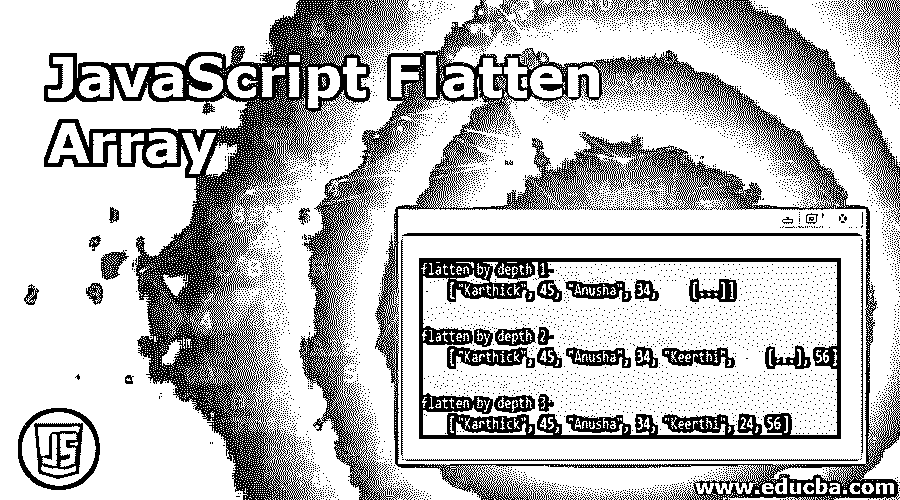 JavaScript Flatten
Array
flatten by depth 1-
["Karthick", 45, "Anusha", 34, [...]]
flatten by depth 2-
["Karthick", 45, "Anusha", 34, "Keerthi", [...], 56]
flatten by depth 3-
["Karthick", 45, "Anusha", 34, "Keerthi", 24, 56]
JS
www.educba.com